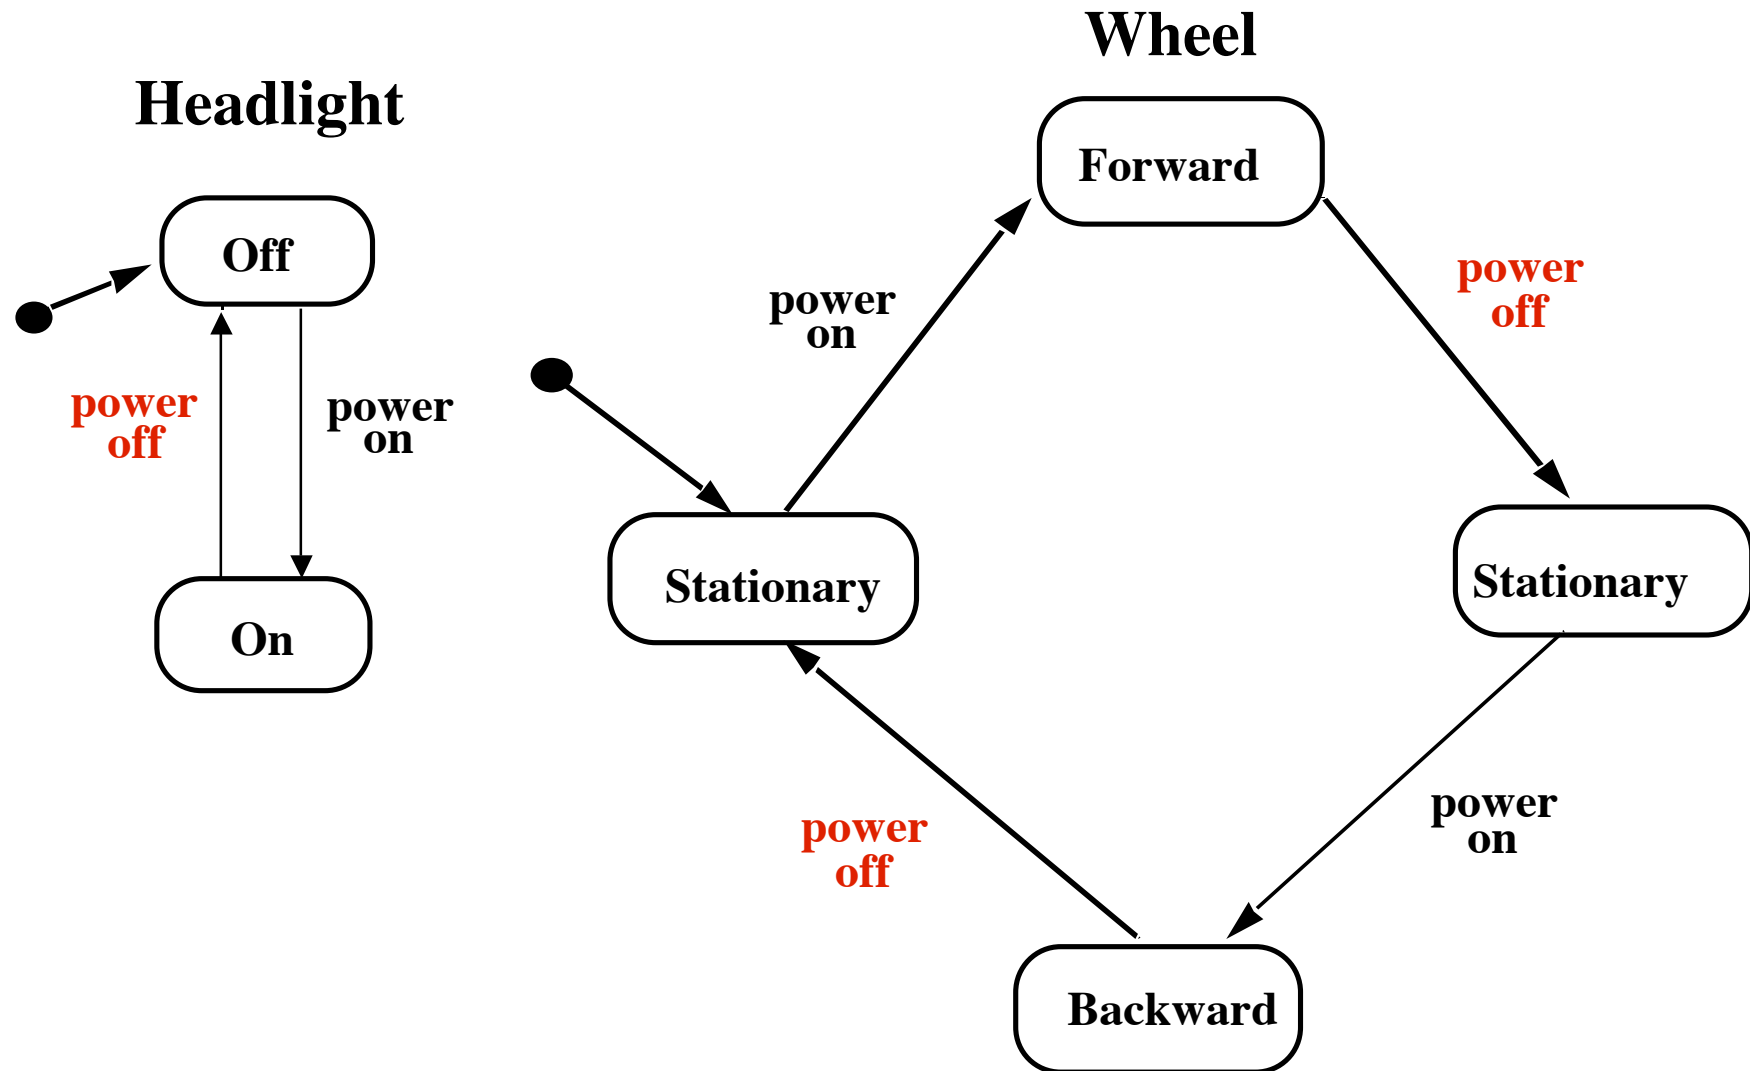 Headlight
Off
power
off
power
on
On
Wheel
Forward
power
on
power
off
Stationary
Stationary
power
off
power
on
Backward